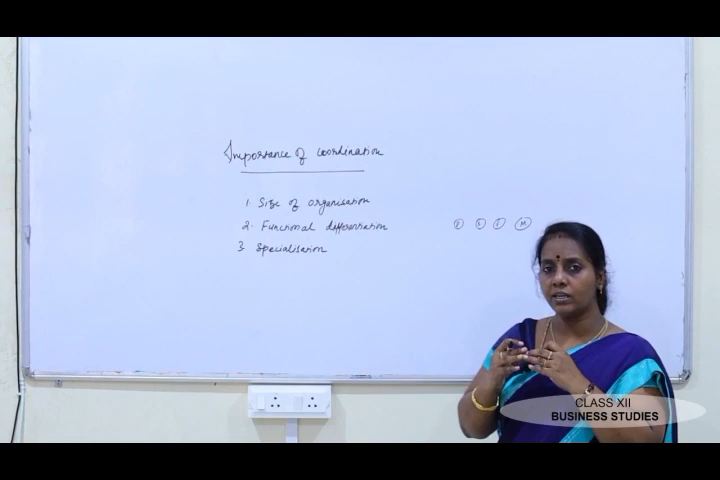 Importance of coordination
1. Size of organisation
2. Functional differentiation
3 Specialisation
CLASS XII
BUSINESS STUDIES